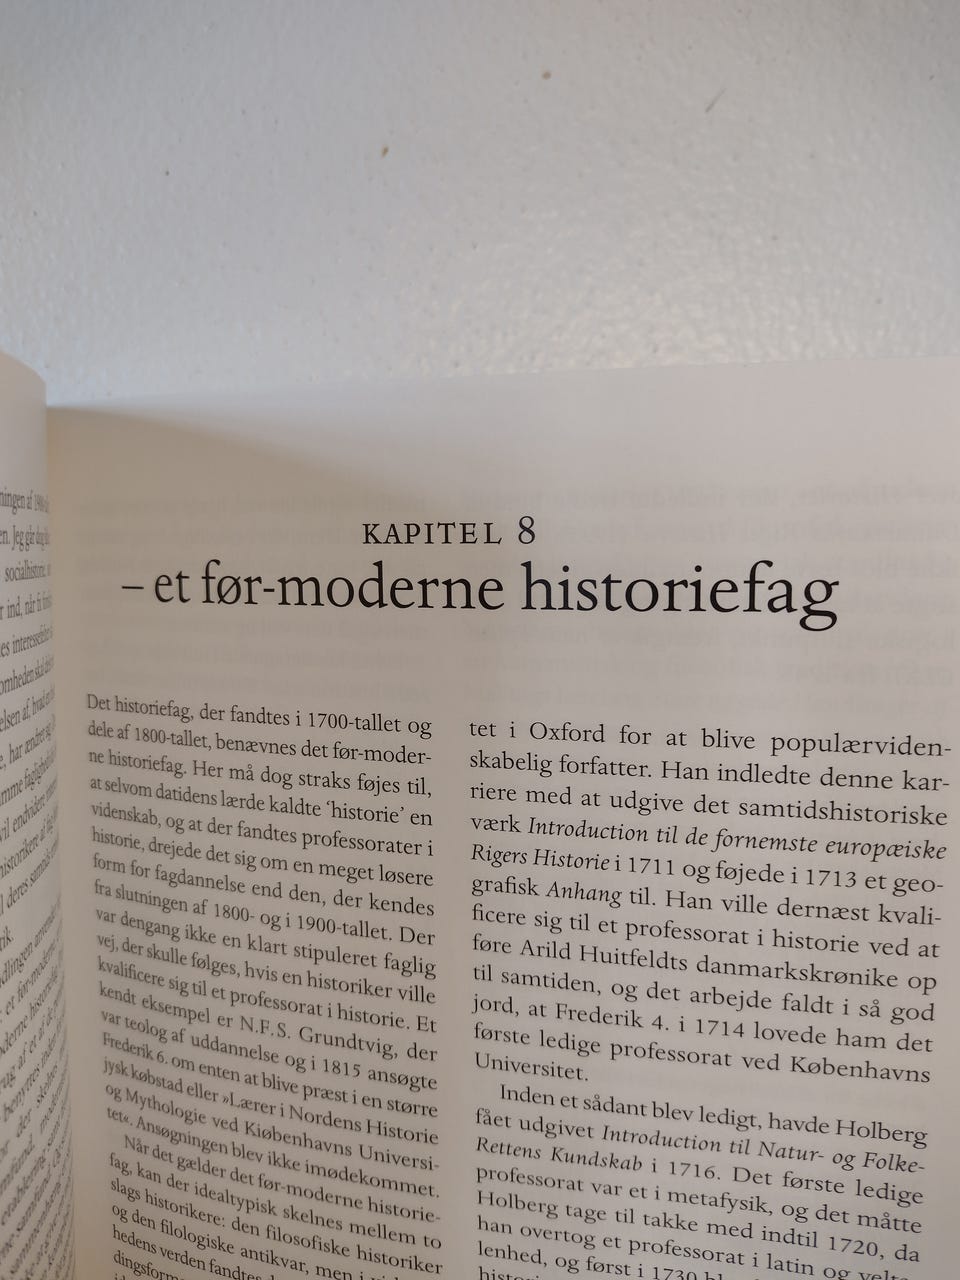 KAPITEL 8
– et før-moderne historiefag
Det historiefag, der fandtes i 1700-tallet og
dele af 1800-tallet, benævnes det før-moder-
ne historiefag. Her må dog straks føjes til,
at selvom datidens lærde kaldte ‘historie’ en
videnskab, og at der fandtes professorater i
historie, drejede det sig om en meget løsere
form for fagdannelse end den, der kendes
fra slutningen af 1800- og i 1900-tallet. Der
var dengang ikke en klart stipuleret faglig
vej, der skulle følges, hvis en historiker ville
kvalificere sig til et professorat i historie. Et
kendt eksempel er N.F.S. Grundtvig, der
var teolog af uddannelse og i 1815 ansøgte
Frederik 6. om enten at blive præst i en større
jysk købstad eller »Lærer i Nordens Historie
og Mythologie ved Kiøbenhavns Universi-
tet«. Ansøgningen blev ikke imødekommet.
Når det gælder det før-moderne historie-
fag, kan der idealtypisk skelnes mellem to
slags historikere: den filosofiske historiker
og den filologiske antikvar, men i
hedens verden fandtes
tet i Oxford for at blive populærviden-
skabelig forfatter. Han indledte denne kar-
riere med at udgive det samtidshistoriske
værk Introduction til de fornemste europæiske
Rigers Historie i 1711 og føjede i 1713 et geo-
grafisk Anhang til. Han ville dernæst kvali-
ficere sig til et professorat i historie ved at
føre Arild Huitfeldts danmarkskrønike op
til samtiden, og det arbejde faldt i så god
jord, at Frederik 4. i 1714 lovede ham det
første ledige professorat ved Københavns
Universitet.
Inden et sådant blev ledigt, havde Holberg
fået udgivet Introduction til Natur- og Folke-
Rettens Kundskab i 1716. Det første ledige
professorat var et i metafysik, og det måtte
Holberg tage til takke med indtil 1720, da
han overtog et professorat i latin og
lenhed, og først i 1730